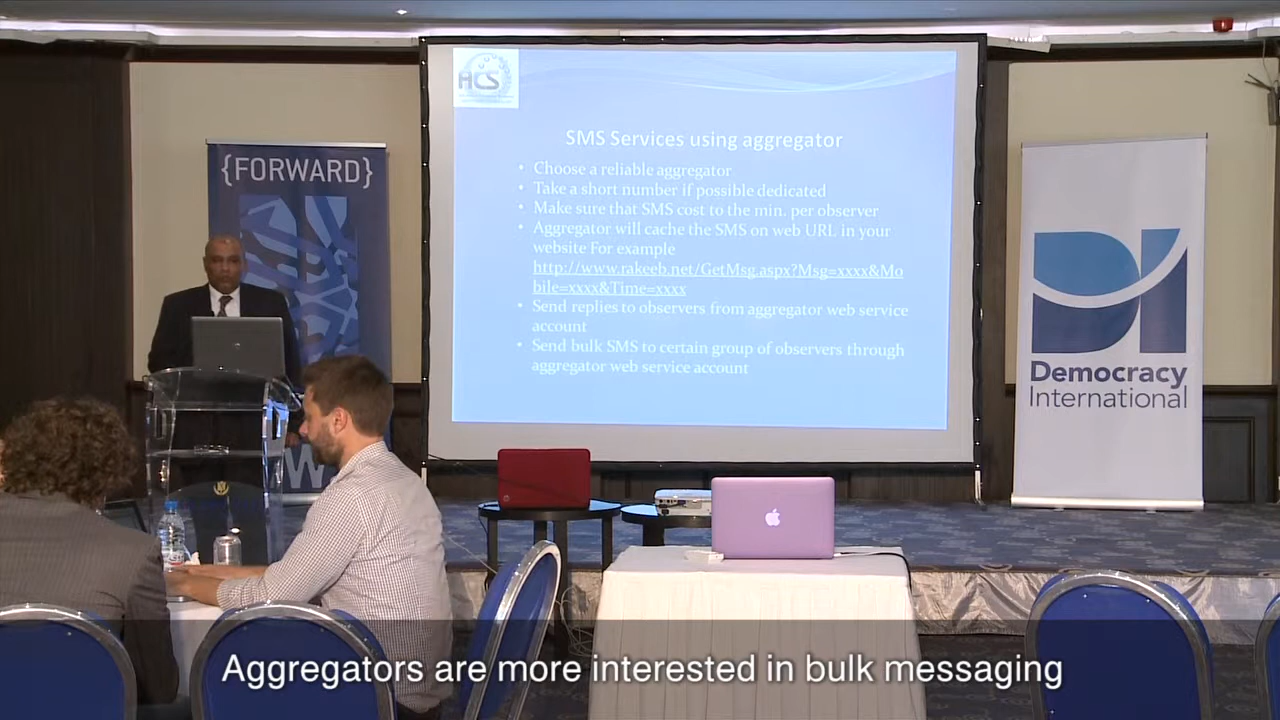 HCS
SMS Services using aggregator
• Choose a reliable aggregator
• Take a short number if possible dedicated
• Make sure that SMS cost to the min. per observer
• Aggregator will cache the SMS on web URL in your
website For example
http://www.rakeeb.net/GetMsg.aspx?Msg=xxxx&Mo
bile=xxxx&Time=xxxx
• Send replies to observers from aggregator web service
account
• Send bulk SMS to certain group of observers through
aggregator web service account
{FORWARD}
W
DI
Democracy
International
hp
Aggregators are more interested in bulk messaging